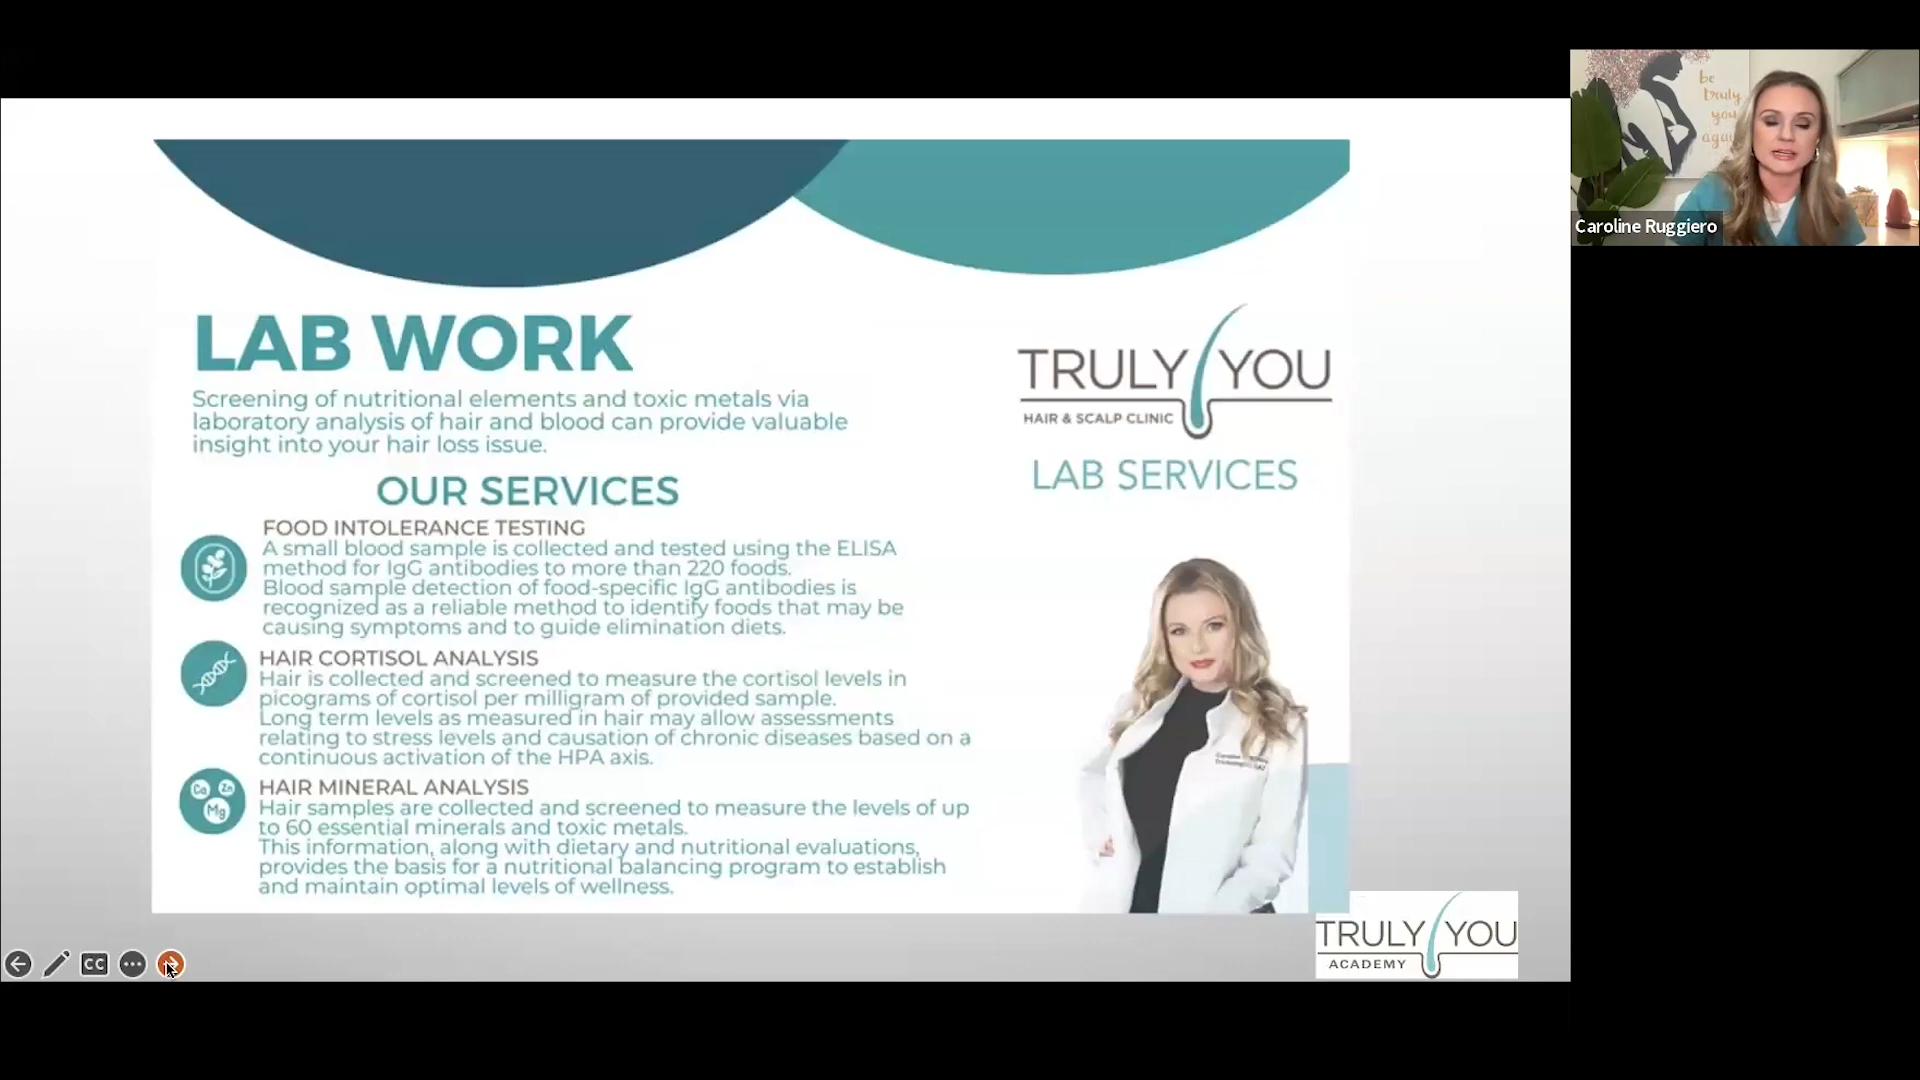 be
truly
you
Caroline Ruggiero
LAB WORK
Screening of nutritional elements and toxic metals via
laboratory analysis of hair and blood can provide valuable
insight into your hair loss issue.
OUR SERVICES
FOOD INTOLERANCE TESTING
A small blood sample is collected and tested using the ELISA
method for IgG antibodies to more than 220 foods.
Blood sample detection of food-specific IgG antibodies is
recognized as a reliable method to identify foods that may be
causing symptoms and to guide elimination diets.
HAIR CORTISOL ANALYSIS
Hair is collected and screened to measure the cortisol levels in
picograms of cortisol per milligram of provided sample.
Long term levels as measured in hair may allow assessments
relating to stress levels and causation of chronic diseases based on a
continuous activation of the HPA axis.
Ca Zn
Mg
HAIR MINERAL ANALYSIS
Hair samples are collected and screened to measure the levels of up
to 60 essential minerals and toxic metals.
This information, along with dietary and nutritional evaluations,
provides the basis for a nutritional balancing program to establish
and maintain optimal levels of wellness.
TRULY YOU
HAIR & SCALP CLINIC
LAB SERVICES
TRULY YOU
ACADEMY
CC